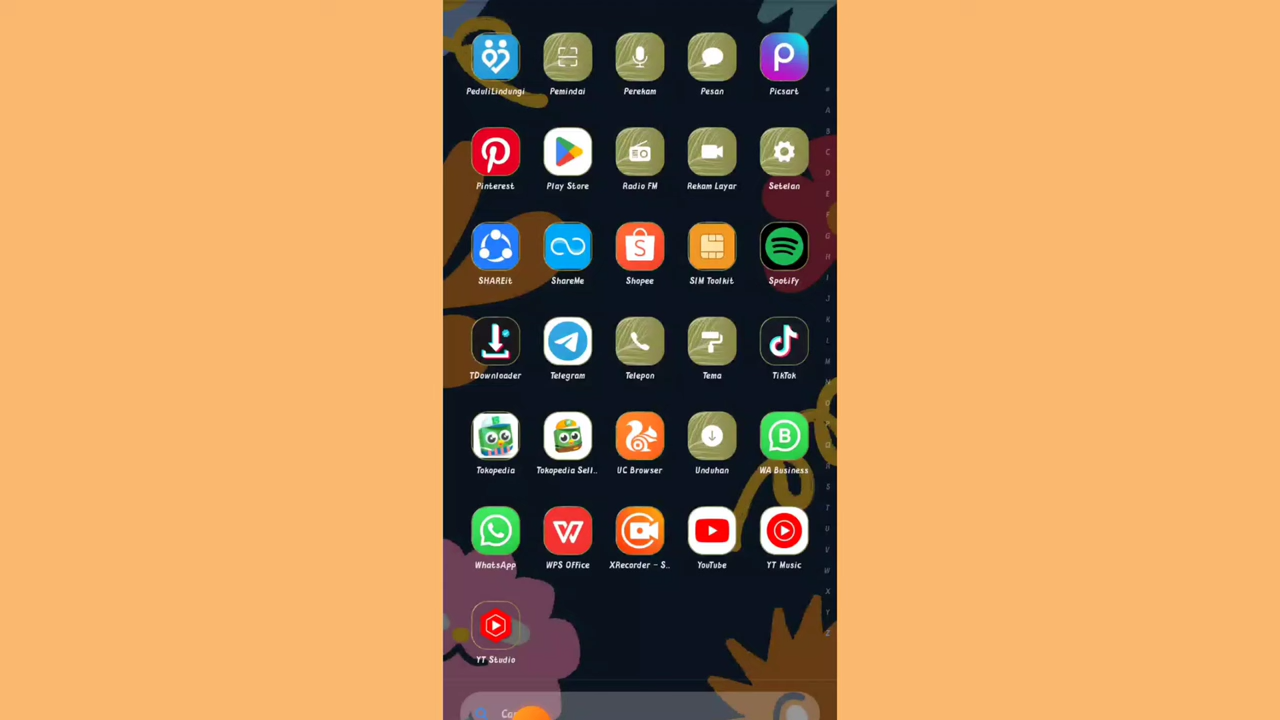 PeduliLindungi Pemindai Perekam Pesan Picsart
Pinterest Play Store Radio FM Rekam Layar Setelan
SHAREit ShareMe Shopee SIM Toolkit Spotify
TDownloader Telegram Telepon Tema TikTok
Tokopedia Tokopedia Sell.. UC Browser Unduhan WA Business
WhatsApp WPS Office XRecorder - S.. YouTube YT Music
YT Studio
#
A
B
C
D
E
F
G
H
I
J
K
L
M
N
O
P
Q
R
S
T
U
V
W
X
Y
Z